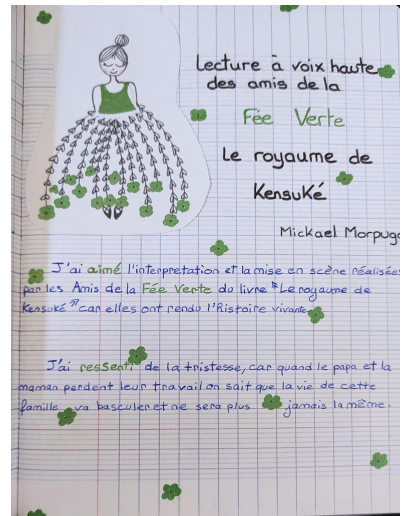 Lecture à voix haute
des amis de la
Fée Verte
Le royaume de
Kensuké
Mickael Morpugo
J'ai aimé l'interpretation et la mise en scène réalisées
par les Amis de la Fée Verte du livre "Le royaume de
Kensuké" car elles ont rendu l'Histoire vivante.
J'ai ressenti de la tristesse, car quand le papa et la
maman perdent leur travail on sait que la vie de cette
famille va basculer et ne sera plus jamais la même.